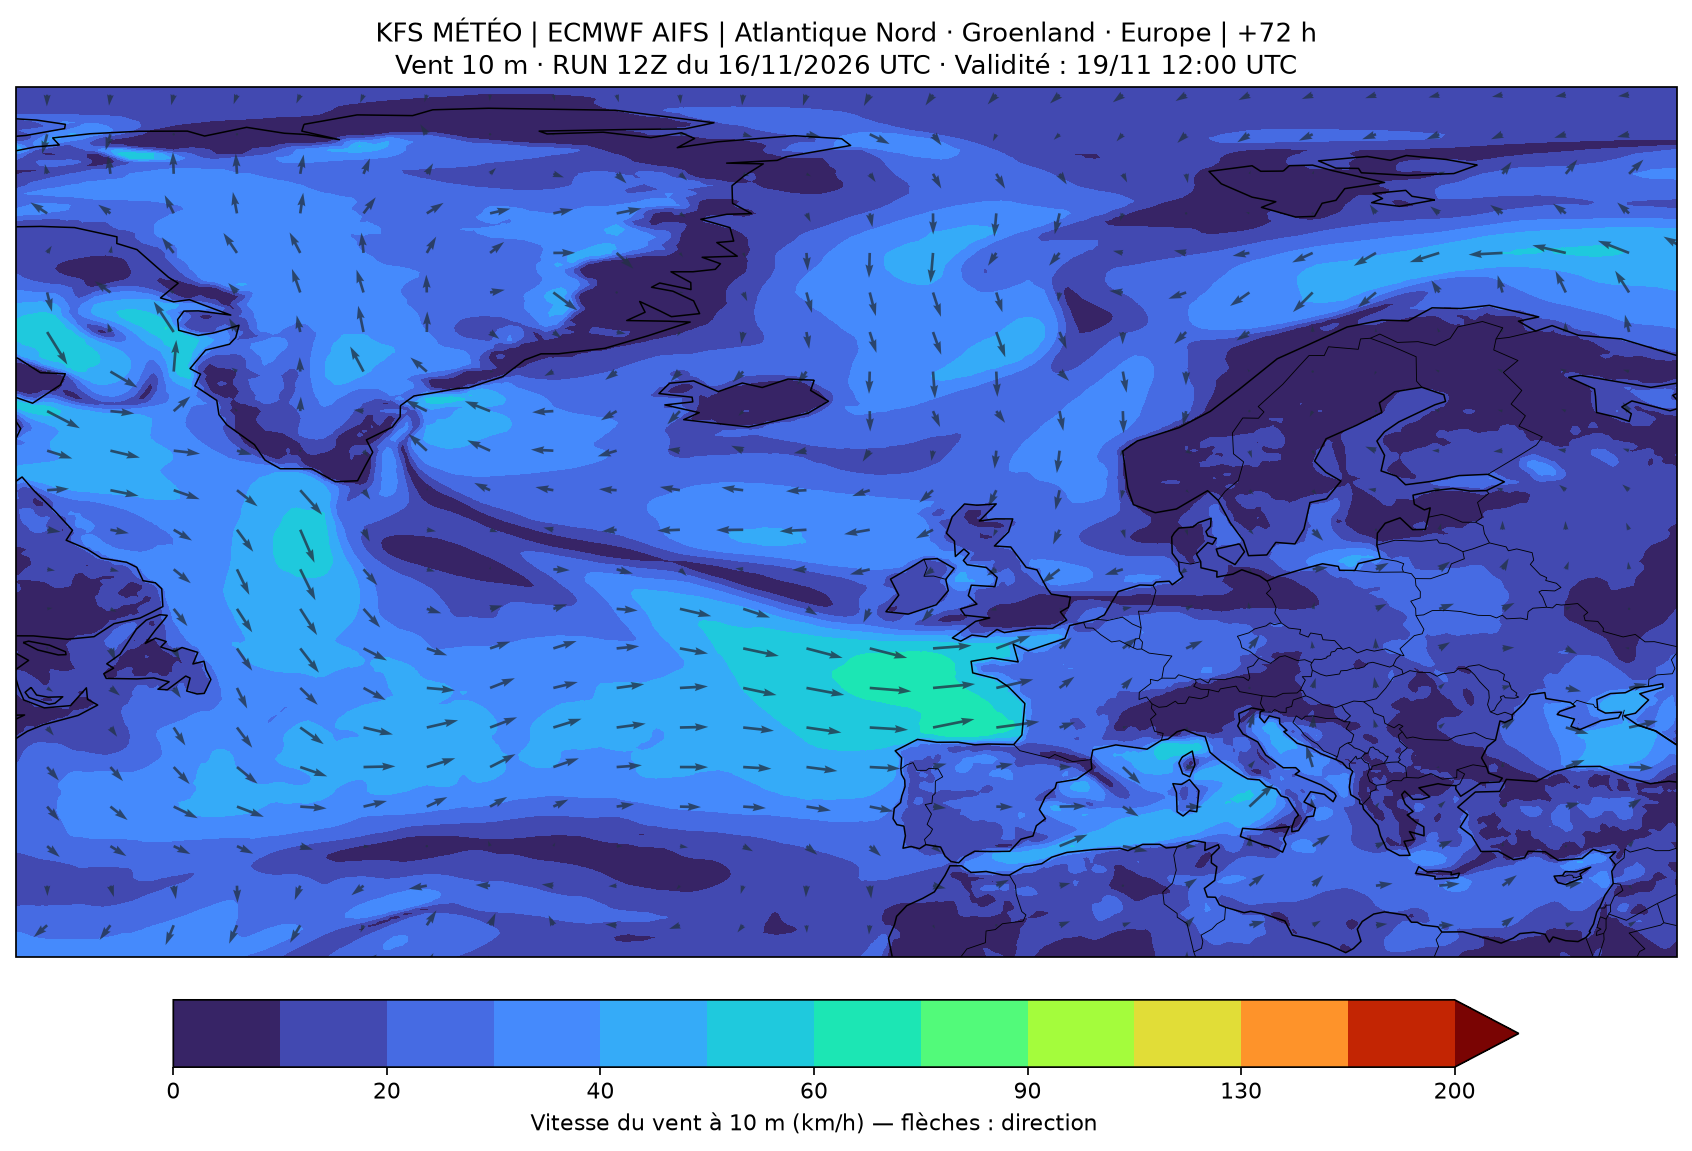 KFS MÉTÉO | ECMWF AIFS | Atlantique Nord · Groenland · Europe | +72 h
Vent 10 m · RUN 12Z du 16/11/2026 UTC · Validité : 19/11 12:00 UTC
0 20 40 60 90 130 200
Vitesse du vent à 10 m (km/h) — flèches : direction